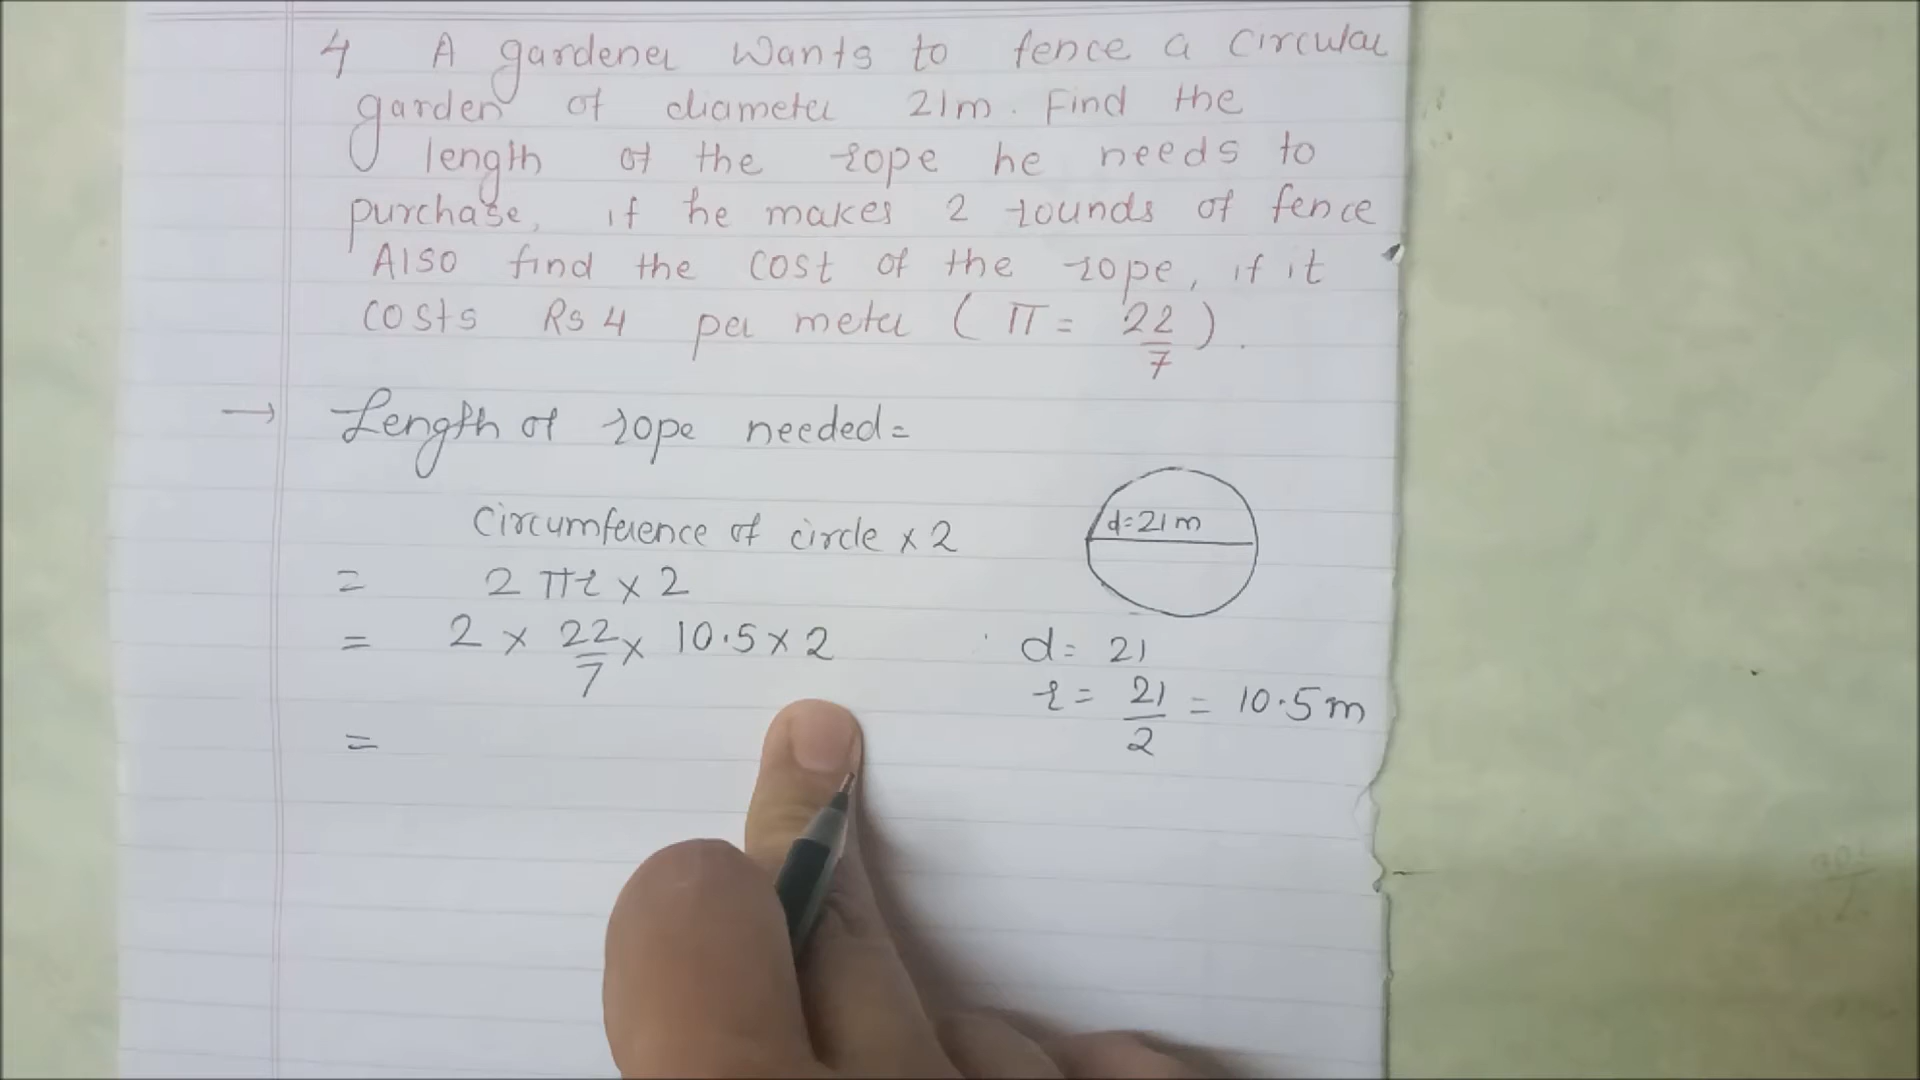 4 A gardener wants to fence a circular
garden of diameter 21m. Find the
length of the rope he needs to
purchase, if he makes 2 rounds of fence
Also find the cost of the rope, if it
costs Rs 4 per meter ( π = 22/7 ).
→ Length of rope needed =
Circumference of circle × 2
d=21m
= 2 πr × 2
= 2 × 22/7 × 10.5 × 2
d = 21
r = 21/2 = 10.5 m
=